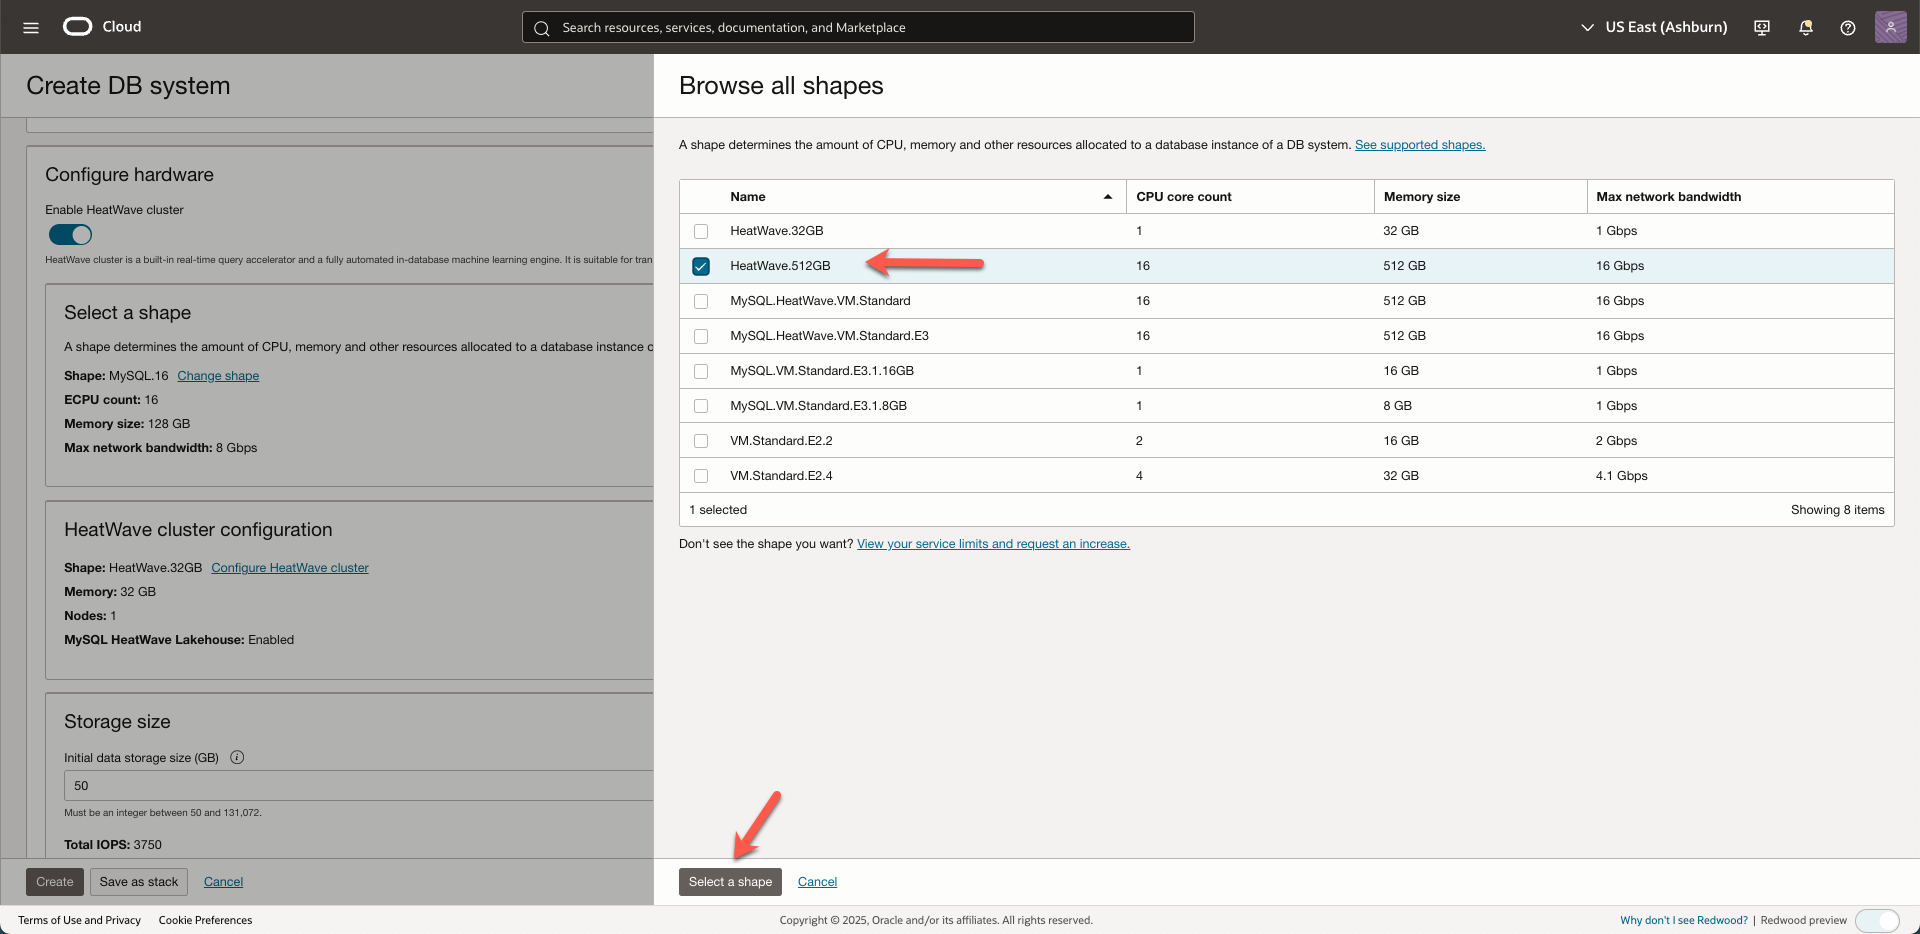 Cloud
Search resources, services, documentation, and Marketplace
US East (Ashburn)
Create DB system
Configure hardware
Enable HeatWave cluster
HeatWave cluster is a built-in real-time query accelerator and a fully automated in-database machine learning engine. It is suitable for tran
Select a shape
A shape determines the amount of CPU, memory and other resources allocated to a database instance o
Shape: MySQL.16 Change shape
ECPU count: 16
Memory size: 128 GB
Max network bandwidth: 8 Gbps
HeatWave cluster configuration
Shape: HeatWave.32GB Configure HeatWave cluster
Memory: 32 GB
Nodes: 1
MySQL HeatWave Lakehouse: Enabled
Storage size
Initial data storage size (GB)
50
Must be an integer between 50 and 131,072.
Total IOPS: 3750
Create Save as stack Cancel
Browse all shapes
A shape determines the amount of CPU, memory and other resources allocated to a database instance of a DB system. See supported shapes.
Name CPU core count Memory size Max network bandwidth
HeatWave.32GB 1 32 GB 1 Gbps
HeatWave.512GB 16 512 GB 16 Gbps
MySQL.HeatWave.VM.Standard 16 512 GB 16 Gbps
MySQL.HeatWave.VM.Standard.E3 16 512 GB 16 Gbps
MySQL.VM.Standard.E3.1.16GB 1 16 GB 1 Gbps
MySQL.VM.Standard.E3.1.8GB 1 8 GB 1 Gbps
VM.Standard.E2.2 2 16 GB 2 Gbps
VM.Standard.E2.4 4 32 GB 4.1 Gbps
1 selected Showing 8 items
Don't see the shape you want? View your service limits and request an increase.
Select a shape Cancel
Terms of Use and Privacy Cookie Preferences Copyright © 2025, Oracle and/or its affiliates. All rights reserved. Why don't I see Redwood? | Redwood preview